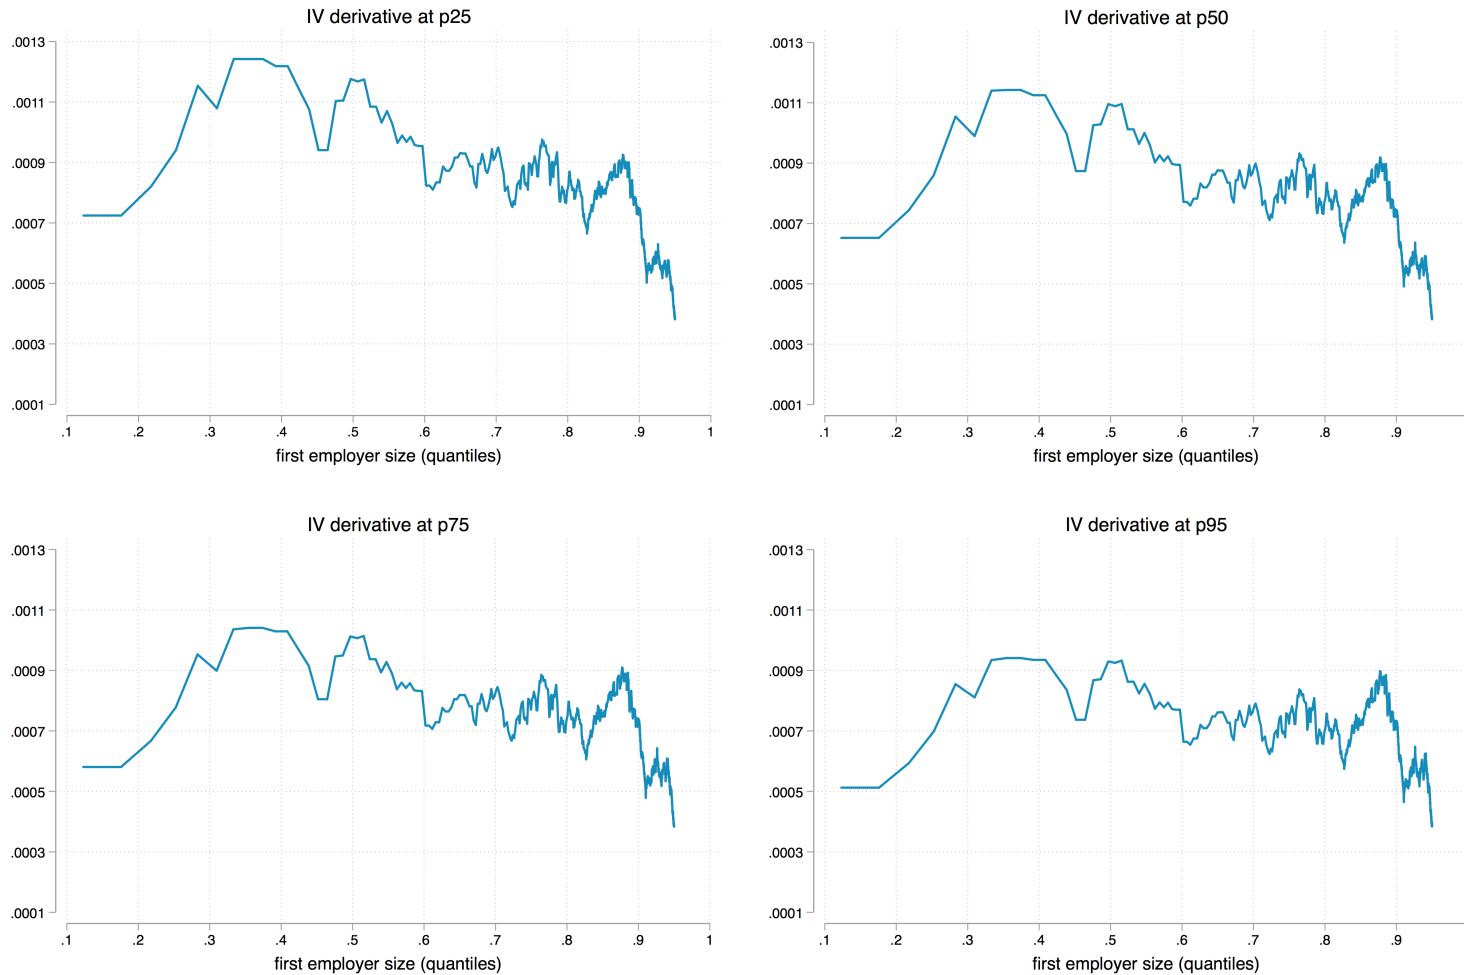 IV derivative at p25
.0013
.0011
.0009
.0007
.0005
.0003
.0001
.1 .2 .3 .4 .5 .6 .7 .8 .9 1
first employer size (quantiles)
IV derivative at p50
.0013
.0011
.0009
.0007
.0005
.0003
.0001
.1 .2 .3 .4 .5 .6 .7 .8 .9
first employer size (quantiles)
IV derivative at p75
.0013
.0011
.0009
.0007
.0005
.0003
.0001
.1 .2 .3 .4 .5 .6 .7 .8 .9 1
first employer size (quantiles)
IV derivative at p95
.0013
.0011
.0009
.0007
.0005
.0003
.0001
.1 .2 .3 .4 .5 .6 .7 .8 .9
first employer size (quantiles)